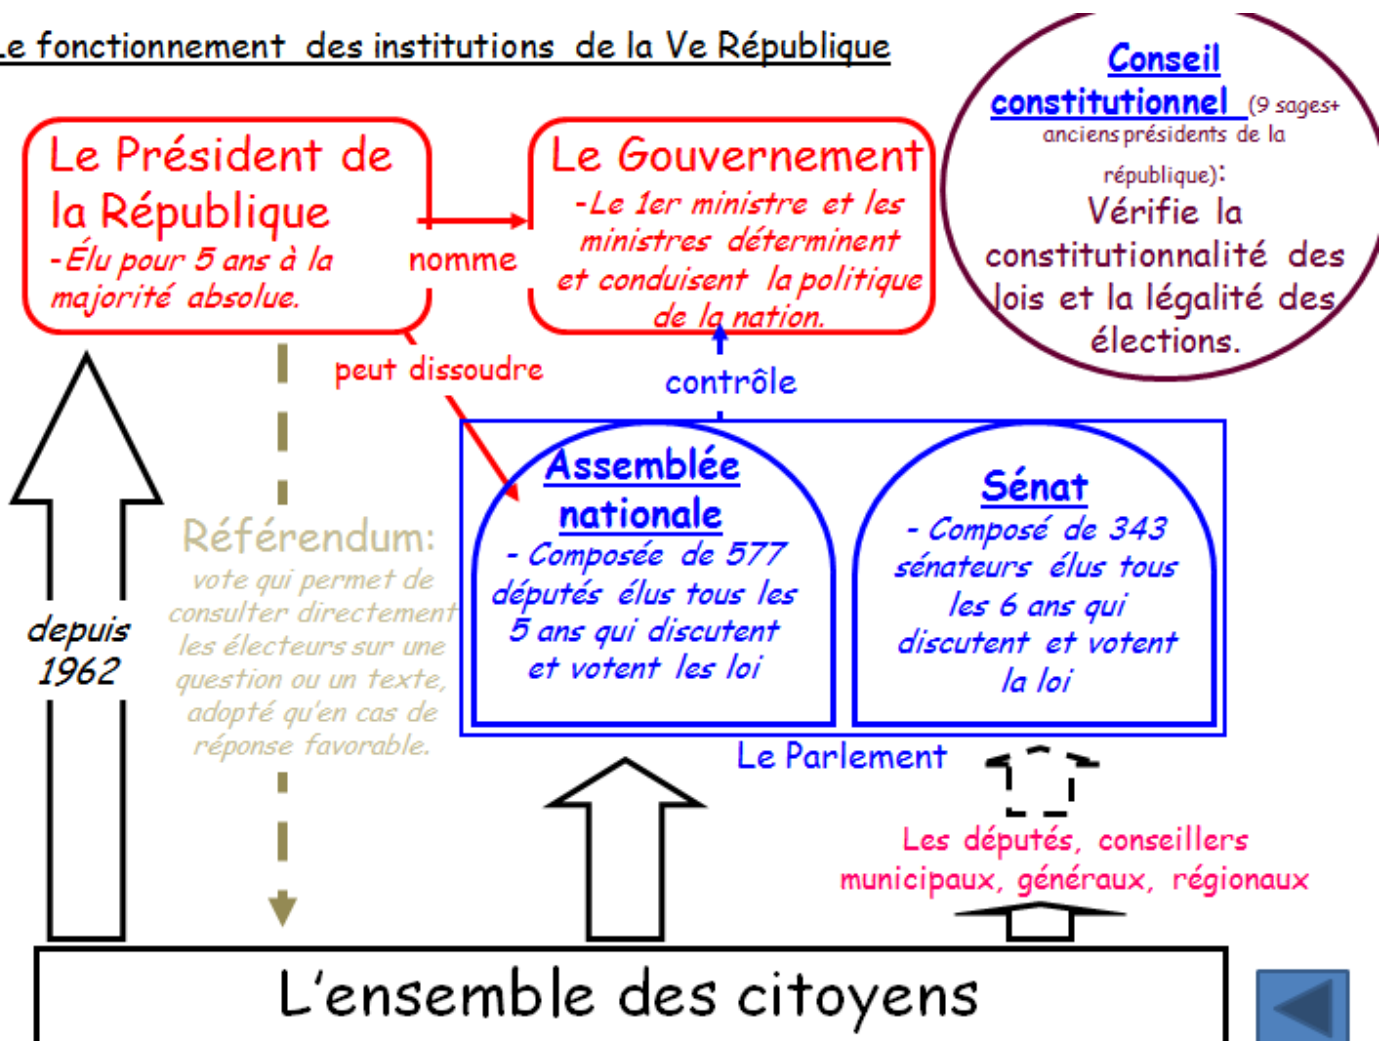 Le fonctionnement des institutions de la Ve République
Le Président de
la République
-Élu pour 5 ans à la
majorité absolue.
nomme
Le Gouvernement
-Le 1er ministre et les
ministres déterminent
et conduisent la politique
de la nation.
Conseil
constitutionnel (9 sages+
anciens présidents de la
république):
Vérifie la
constitutionnalité des
lois et la légalité des
élections.
peut dissoudre
contrôle
Assemblée
nationale
- Composée de 577
députés élus tous les
5 ans qui discutent
et votent les loi
Sénat
- Composé de 343
sénateurs élus tous
les 6 ans qui
discutent et votent
la loi
Référendum:
vote qui permet de
consulter directement
les électeurs sur une
question ou un texte,
adopté qu'en cas de
réponse favorable.
depuis
1962
Le Parlement
Les députés, conseillers
municipaux, généraux, régionaux
L'ensemble des citoyens